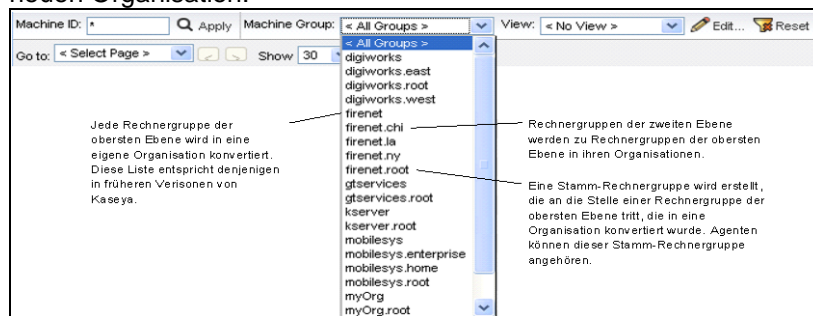 neuen Organisation.
Machine ID: * Apply Machine Group: < All Groups > View: < No View > Edit... Reset
Go to: < Select Page > Show 30
< All Groups >
digiworks
digiworks.east
digiworks.root
digiworks.west
firenet
firenet.chi
firenet.la
firenet.ny
firenet.root
gtservices
gtservices.root
kserver
kserver.root
mobilesys
mobilesys.enterprise
mobilesys.home
mobilesys.root
myOrg
myOrg.root
Jede Rechnergruppe der
obersten Ebene wird in eine
eigene Organisation konvertiert.
Diese Liste entspricht denjenigen
in früheren Verisonen von
Kaseya.
Rechnergruppen der zweiten Ebene
werden zu Rechnergruppen der obersten
Ebene in ihren Organisationen.
Eine Stamm-Rechnergruppe wird erstellt,
die an die Stelle einer Rechnergruppe der
obersten Ebene tritt, die in eine
Organisation konvertiert wurde. Agenten
können dieser Stamm-Rechnergruppe
angehören.